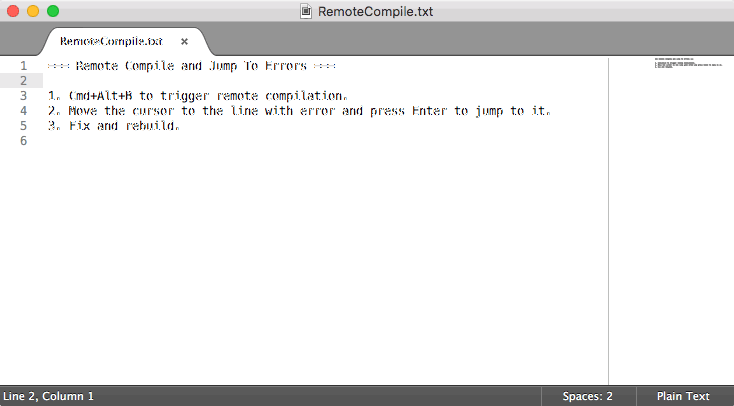 RemoteCompile.txt
RemoteCompile.txt ×
1 ==== Remote Compile and Jump To Errors ====
2
3 1. Cmd+Alt+B to trigger remote compilation.
4 2. Move the cursor to the line with error and press Enter to jump to it.
5 3. Fix and rebuild.
6
Line 2, Column 1 Spaces: 2 Plain Text